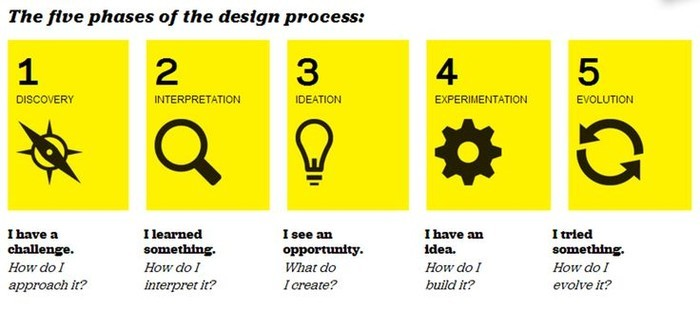 The five phases of the design process:
1
DISCOVERY
I have a
challenge.
How do I
approach it?
2
INTERPRETATION
I learned
something.
How do I
interpret it?
3
IDEATION
I see an
opportunity.
What do
I create?
4
EXPERIMENTATION
I have an
idea.
How do I
build it?
5
EVOLUTION
I tried
something.
How do I
evolve it?